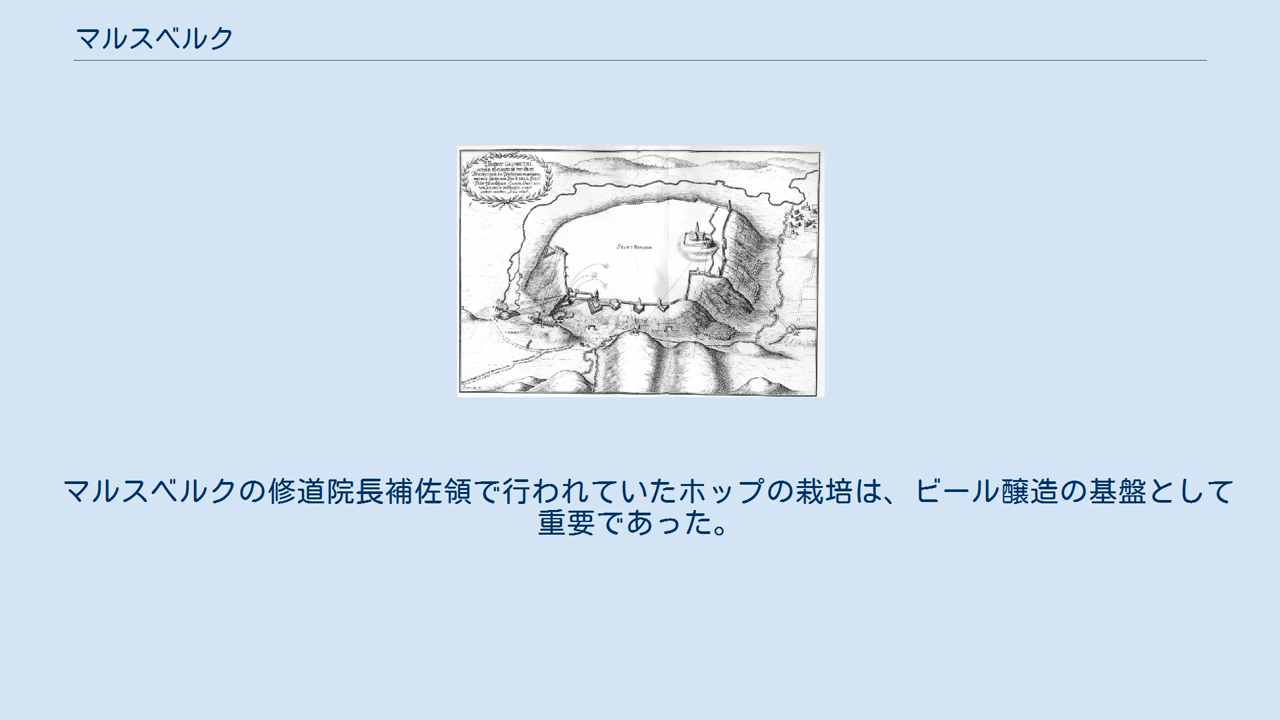 マルスベルク
マルスベルクの修道院長補佐領で行われていたホップの栽培は、ビール醸造の基盤として
重要であった。